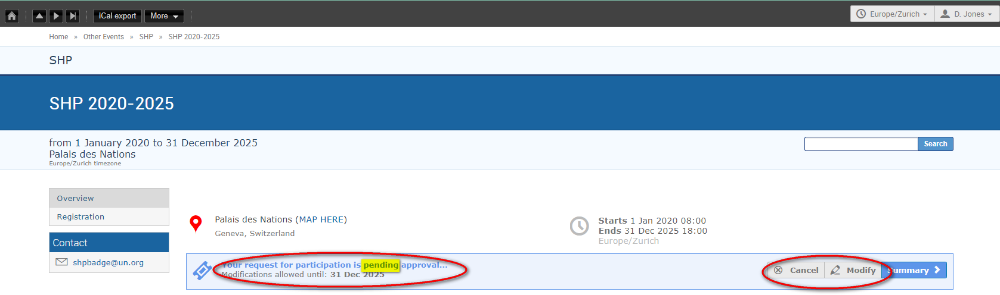 iCal export More Europe/Zurich D. Jones
Home » Other Events » SHP » SHP 2020-2025
SHP
SHP 2020-2025
from 1 January 2020 to 31 December 2025
Palais des Nations
Europe/Zurich timezone
Search
Overview
Registration
Contact
shpbadge@un.org
Palais des Nations (MAP HERE)
Geneva, Switzerland
Starts 1 Jan 2020 08:00
Ends 31 Dec 2025 18:00
Europe/Zurich
Your request for participation is pending approval...
Modifications allowed until: 31 Dec 2025
Cancel Modify Summary